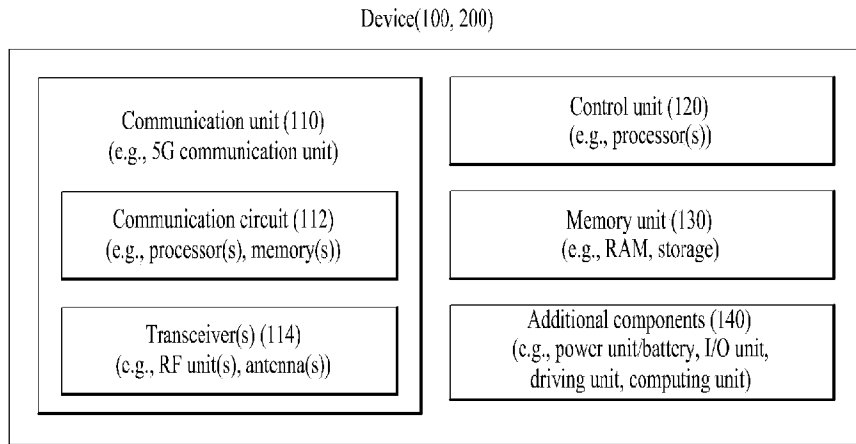 Device(100, 200)
Communication unit (110)
(e.g., 5G communication unit)
Communication circuit (112)
(e.g., processor(s), memory(s))
Transceiver(s) (114)
(e.g., RF unit(s), antenna(s))
Control unit (120)
(e.g., processor(s))
Memory unit (130)
(e.g., RAM, storage)
Additional components (140)
(e.g., power unit/battery, I/O unit,
driving unit, computing unit)